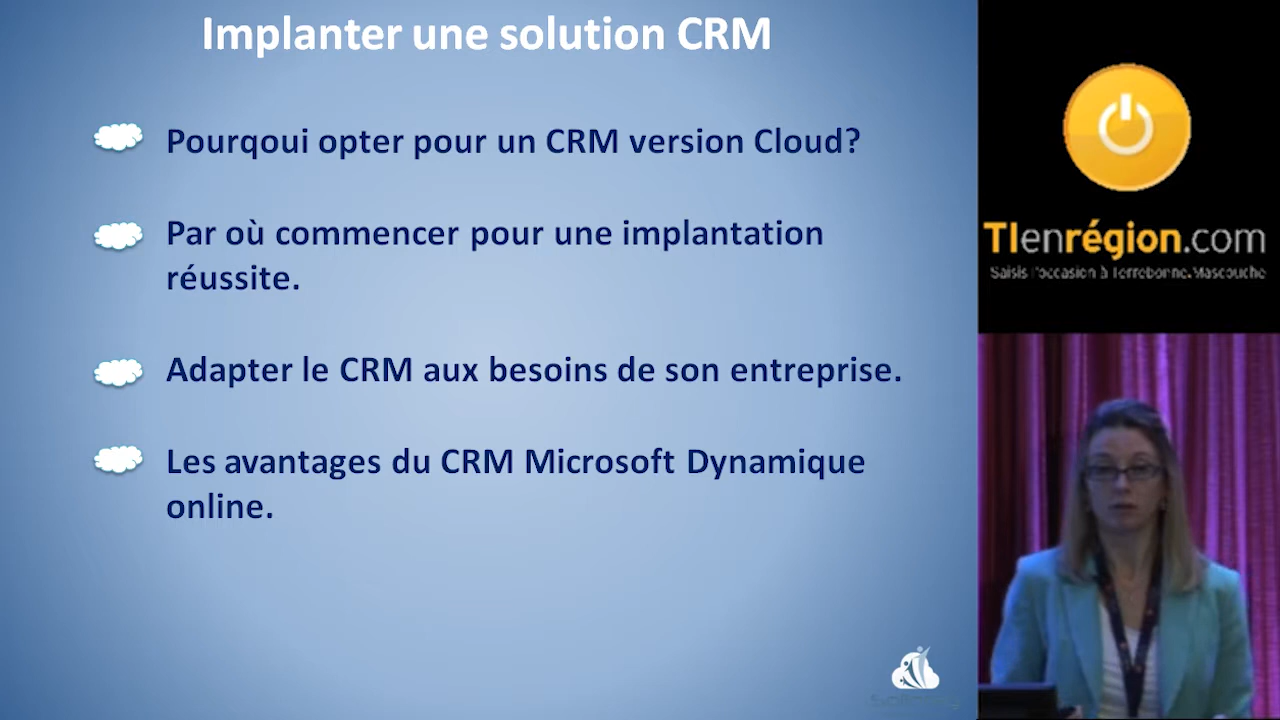 Implanter une solution CRM
Pourqoui opter pour un CRM version Cloud?
Par où commencer pour une implantation
réussite.
Adapter le CRM aux besoins de son entreprise.
Les avantages du CRM Microsoft Dynamique
online.
TIenrégion.com
Saisis l'occasion à Terrebonne.Mascouche